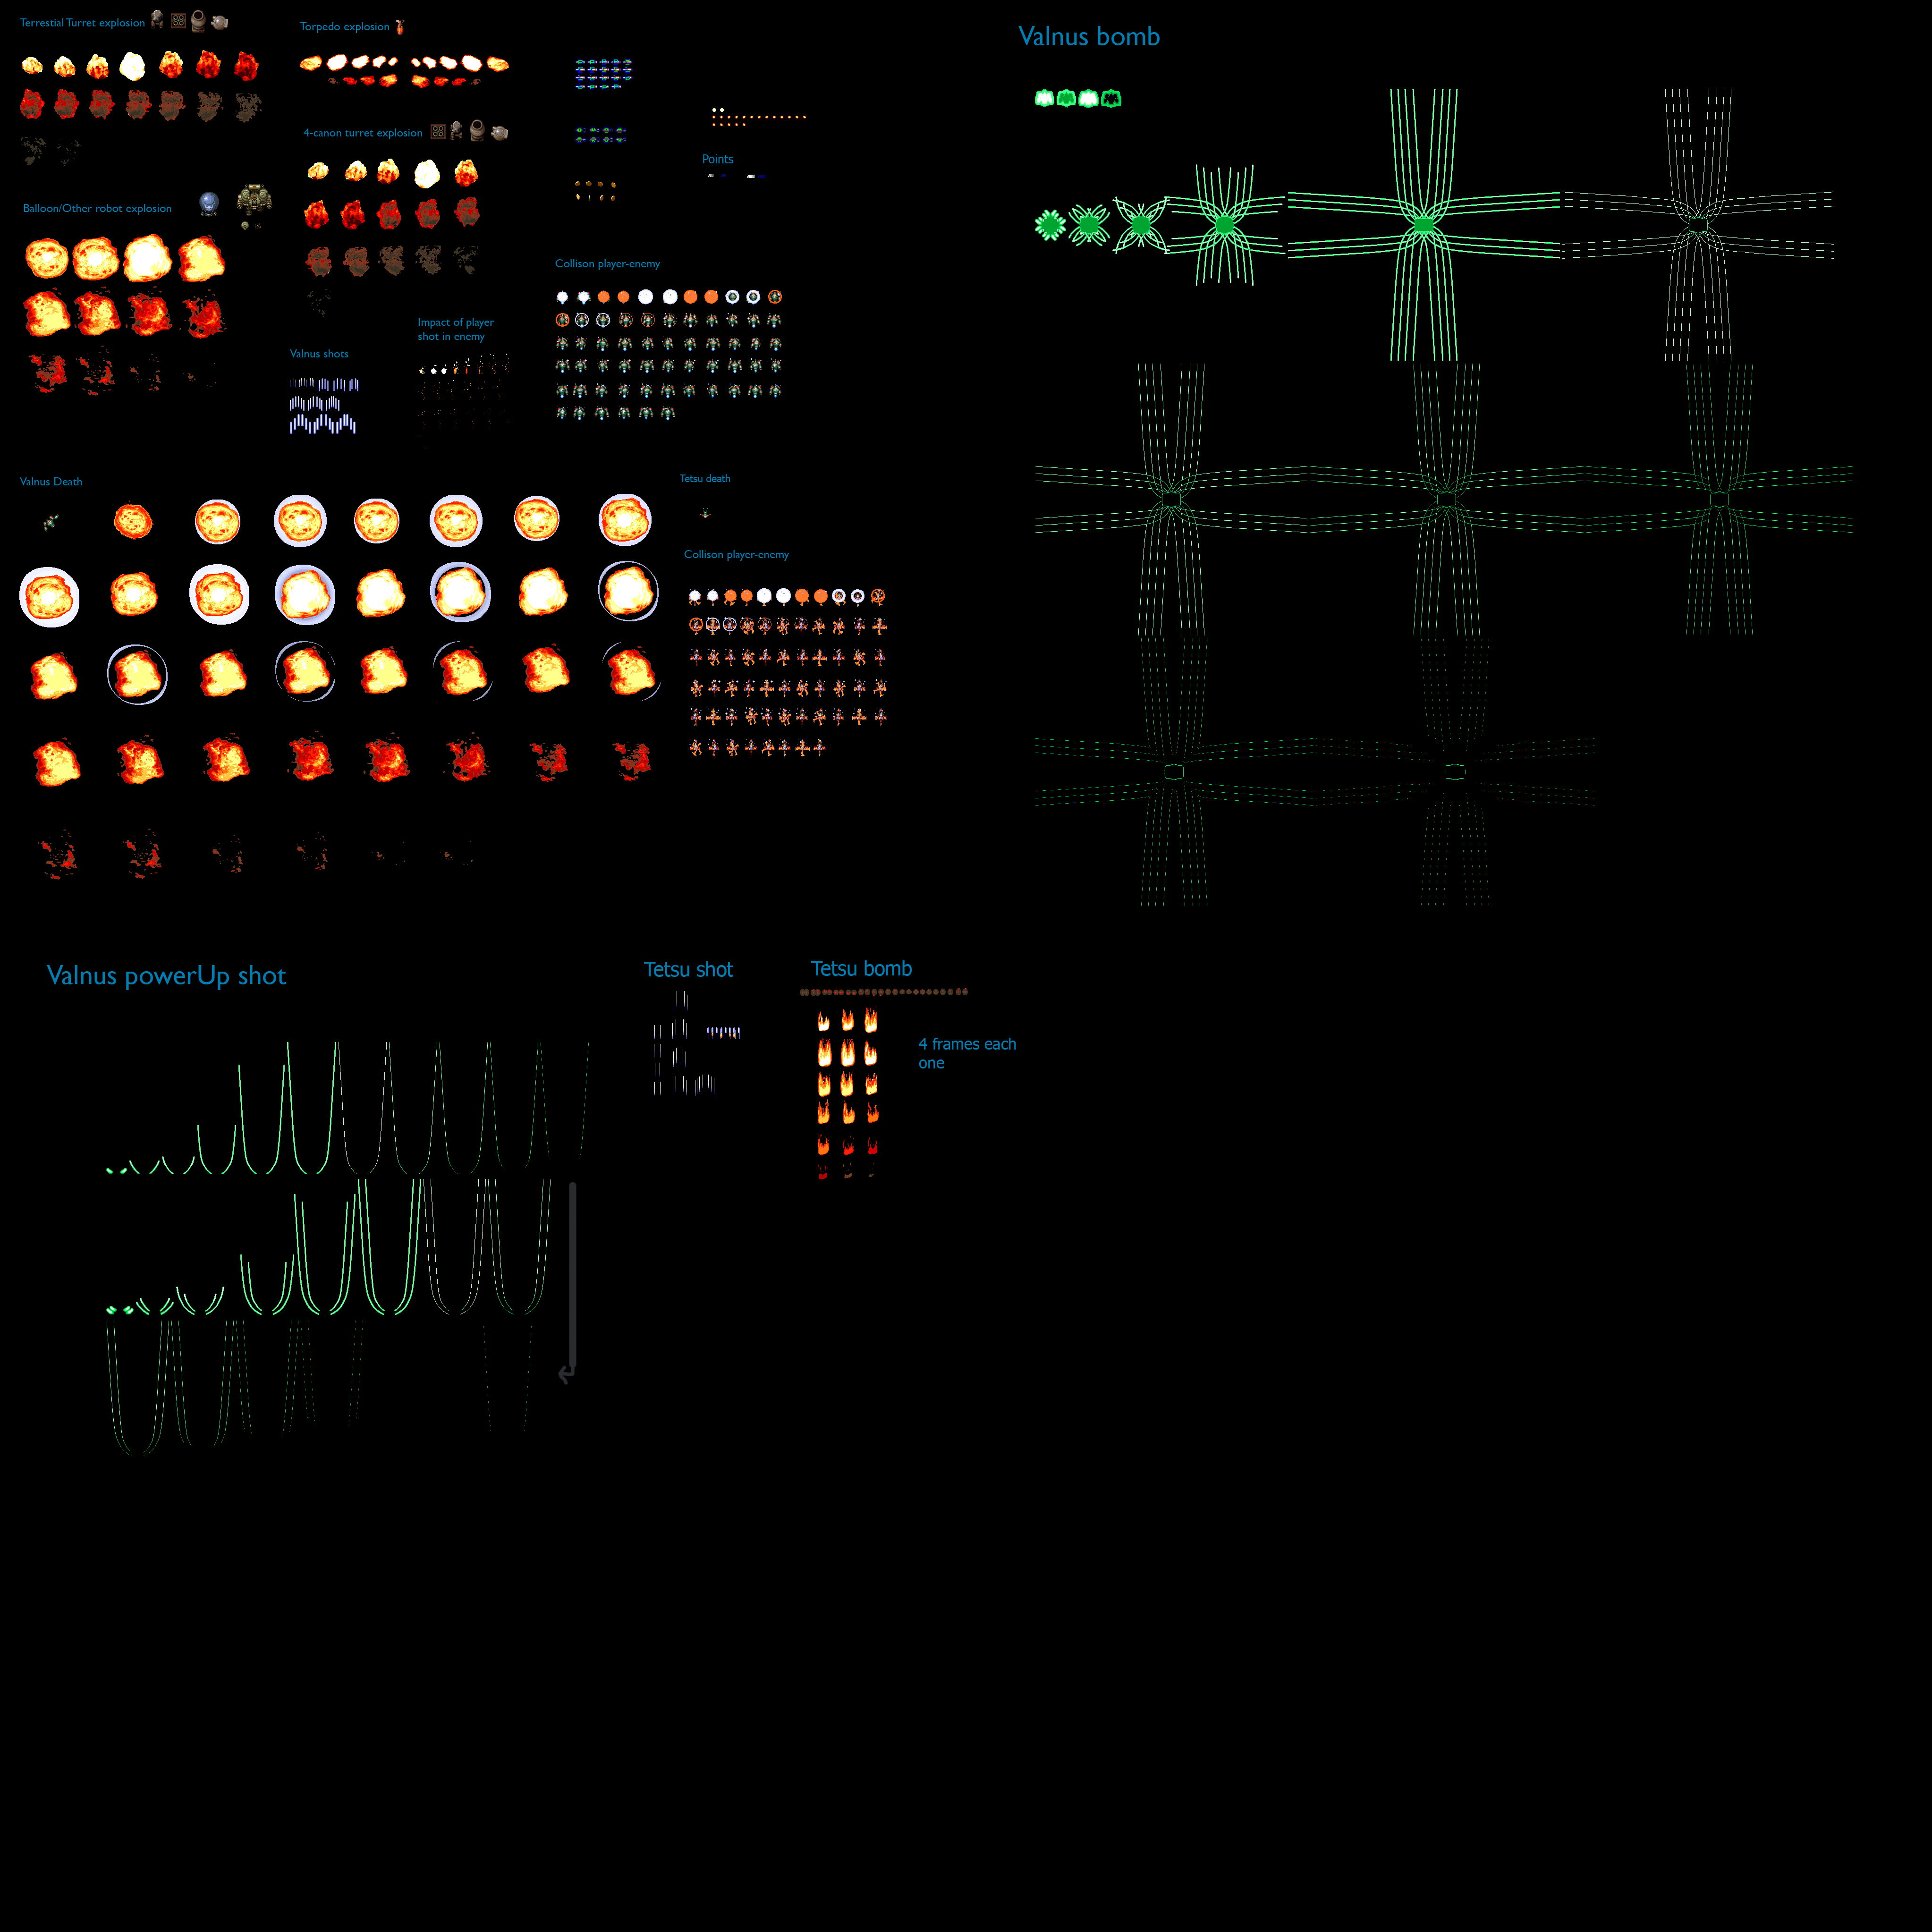 Terrestial Turret explosion
Torpedo explosion
Valnus bomb
4-canon turret explosion
Points
Balloon/Other robot explosion
Collison player-enemy
Impact of player
shot in enemy
Valnus shots
Valnus Death
Tetsu death
Collison player-enemy
Valnus powerUp shot
Tetsu shot
Tetsu bomb
4 frames each
one